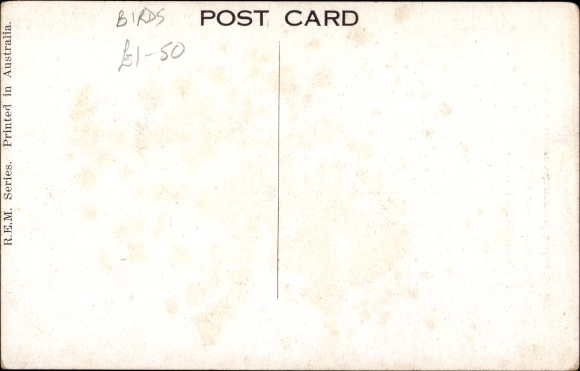 BIRDS
POST CARD
£1-50
R.E.M. Series. Printed in Australia.